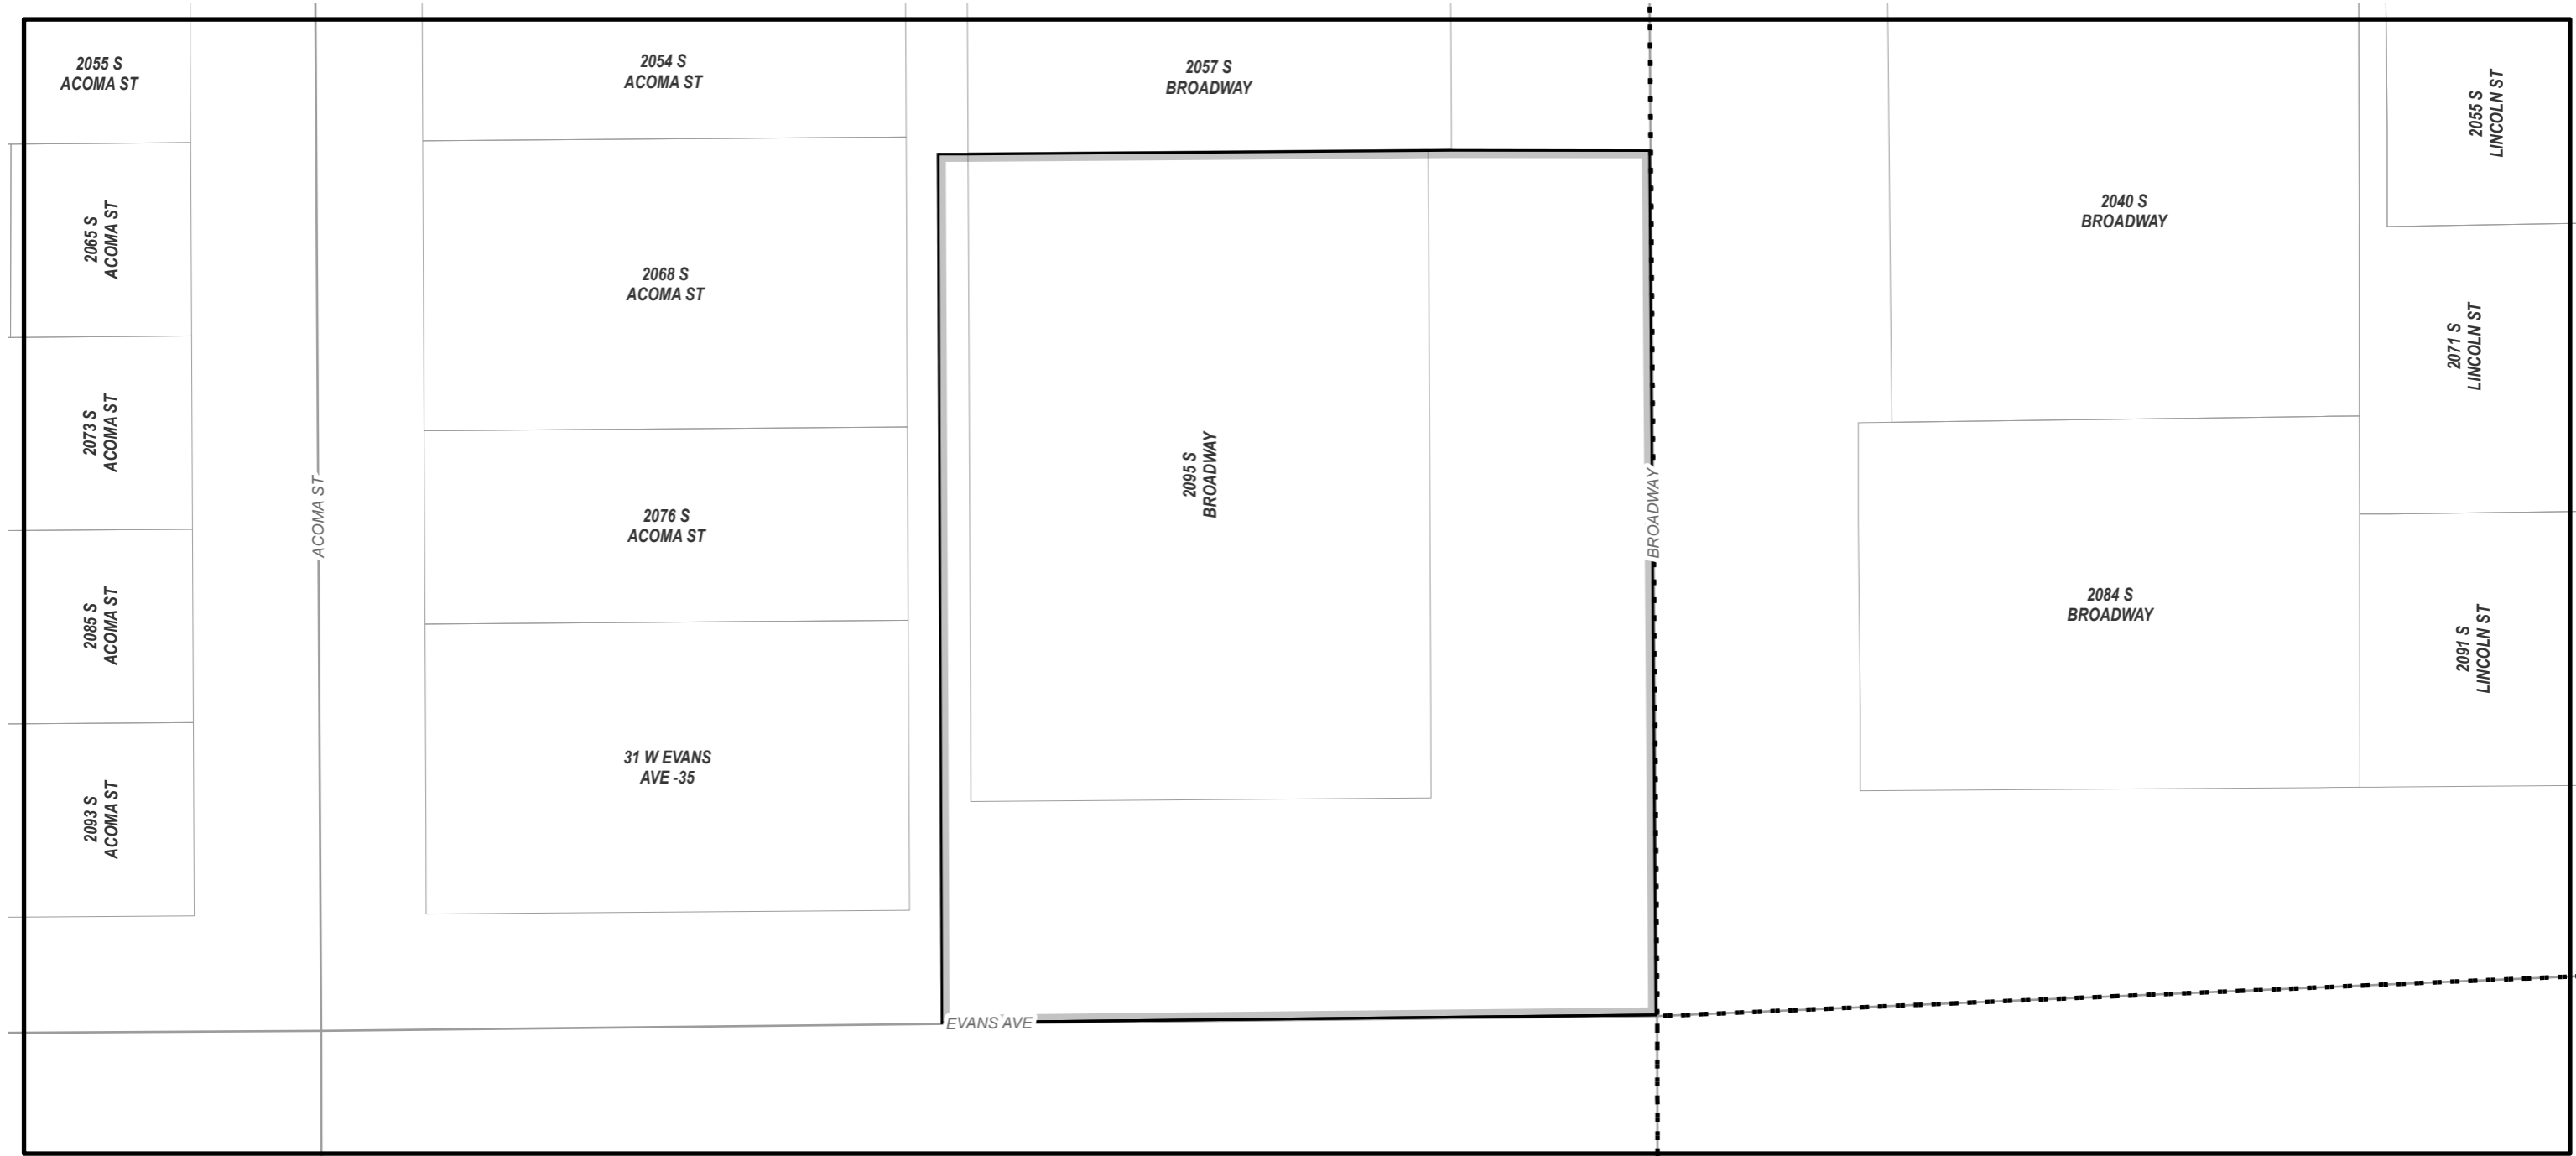 2055 S
ACOMA ST
2065 S
ACOMA ST
2073 S
ACOMA ST
2085 S
ACOMA ST
2093 S
ACOMA ST
ACOMA ST
2054 S
ACOMA ST
2068 S
ACOMA ST
2076 S
ACOMA ST
31 W EVANS
AVE -35
2057 S
BROADWAY
2095 S
BROADWAY
EVANS AVE
BROADWAY
2040 S
BROADWAY
2084 S
BROADWAY
2055 S
LINCOLN ST
2071 S
LINCOLN ST
2091 S
LINCOLN ST